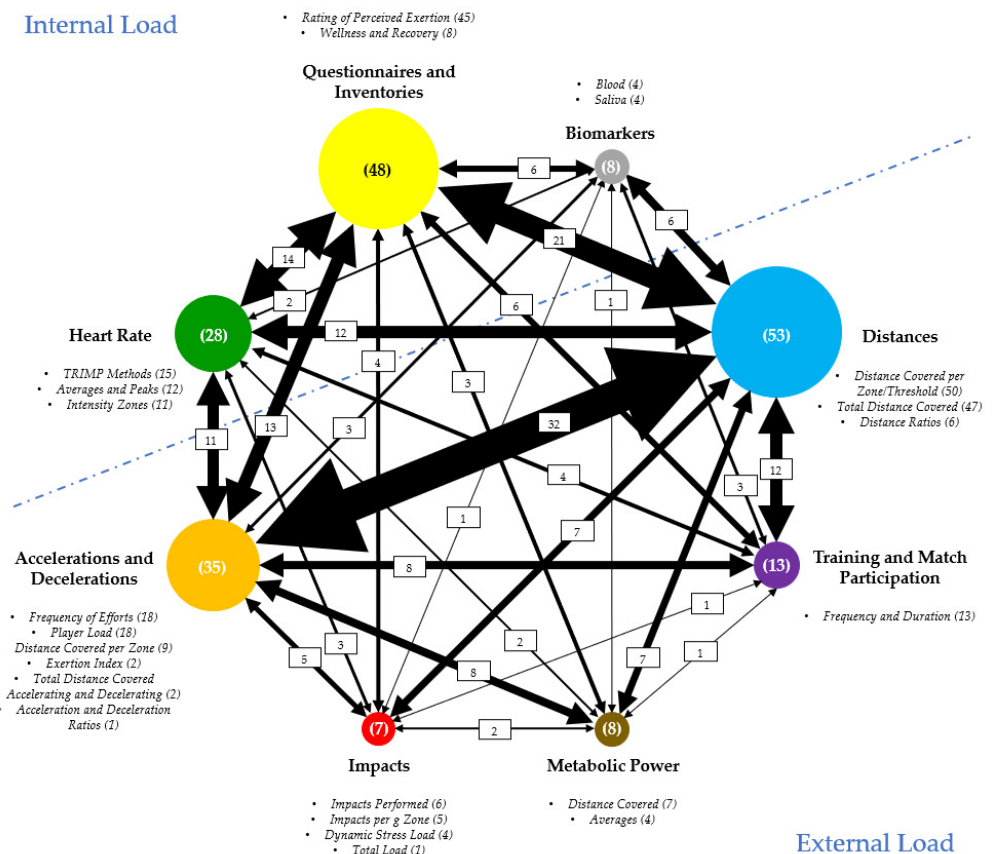 Internal Load
• Rating of Perceived Exertion (45)
• Wellness and Recovery (8)
Questionnaires and
Inventories
• Blood (4)
• Saliva (4)
Biomarkers
(48)
6
(8)
6
21
14
2
6
1
Heart Rate
(28)
12
(53)
Distances
• TRIMP Methods (15)
• Averages and Peaks (12)
• Intensity Zones (11)
4
3
• Distance Covered per
Zone/Threshold (50)
• Total Distance Covered (47)
• Distance Ratios (6)
11
13
3
32
4
3
12
1
7
Accelerations and
Decelerations
(35)
8
(13)
Training and Match
Participation
• Frequency of Efforts (18)
• Player Load (18)
Distance Covered per Zone (9)
• Exertion Index (2)
• Total Distance Covered
Accelerating and Decelerating (2)
• Acceleration and Deceleration
Ratios (1)
• Frequency and Duration (13)
1
5
3
2
8
7
1
(7)
2
(8)
Impacts
Metabolic Power
• Impacts Performed (6)
• Impacts per g Zone (5)
• Dynamic Stress Load (4)
• Total Load (1)
• Distance Covered (7)
• Averages (4)
External Load